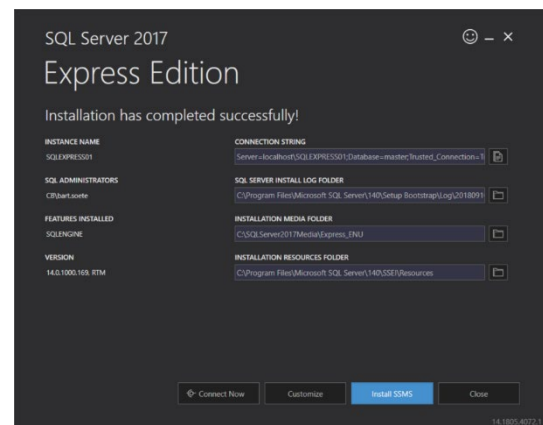 SQL Server 2017
Express Edition
Installation has completed successfully!
INSTANCE NAME
SQLEXPRESS01
CONNECTION STRING
Server=localhost\SQLEXPRESS01;Database=master;Trusted_Connection=T
SQL ADMINISTRATORS
CB\bart.soete
SQL SERVER INSTALL LOG FOLDER
C:\Program Files\Microsoft SQL Server\140\Setup Bootstrap\Log\2018091
FEATURES INSTALLED
SQLENGINE
INSTALLATION MEDIA FOLDER
C:\SQLServer2017Media\Express_ENU
VERSION
14.0.1000.169, RTM
INSTALLATION RESOURCES FOLDER
C:\Program Files\Microsoft SQL Server\140\SSEI\Resources
Connect Now
Customize
Install SSMS
Close
14.1805.4072.1